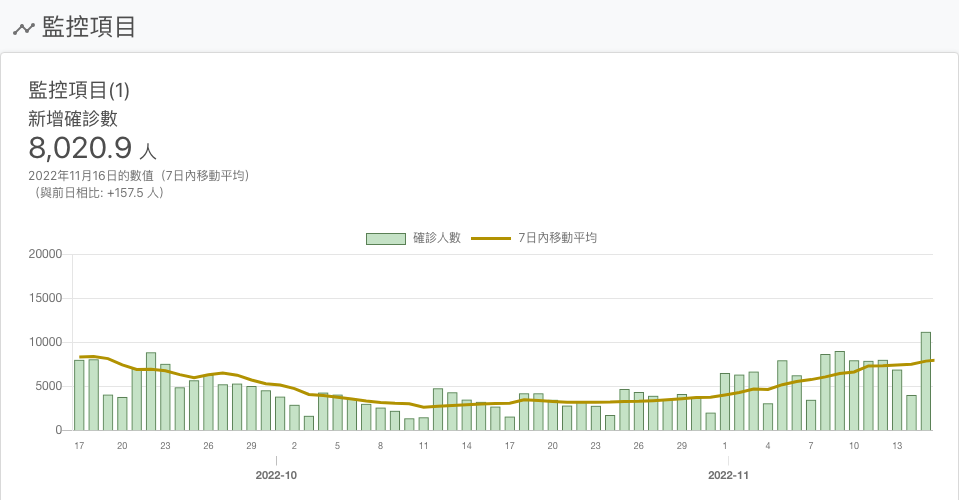 監控項目
監控項目(1)
新增確診數
8,020.9 人
2022年11月16日的數值（7日內移動平均）
（與前日相比: +157.5 人）
確診人數 7日內移動平均
20000
15000
10000
5000
0
17 20 23 26 29 2 5 8 11 14 17 20 23 26 29 1 4 7 10 13
2022-10 2022-11